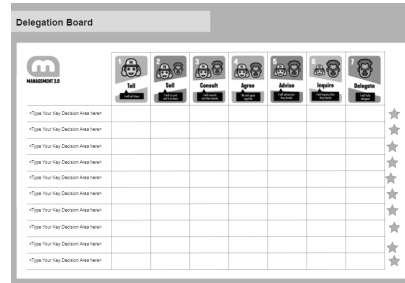 Delegation Board
MANAGEMENT 3.0
1 2 3 4 5 6 7
Tell Sell Consult Agree Advise Inquire Delegate
<Type Your Key Decision Area here>
<Type Your Key Decision Area here>
<Type Your Key Decision Area here>
<Type Your Key Decision Area here>
<Type Your Key Decision Area here>
<Type Your Key Decision Area here>
<Type Your Key Decision Area here>
<Type Your Key Decision Area here>
<Type Your Key Decision Area here>
<Type Your Key Decision Area here>